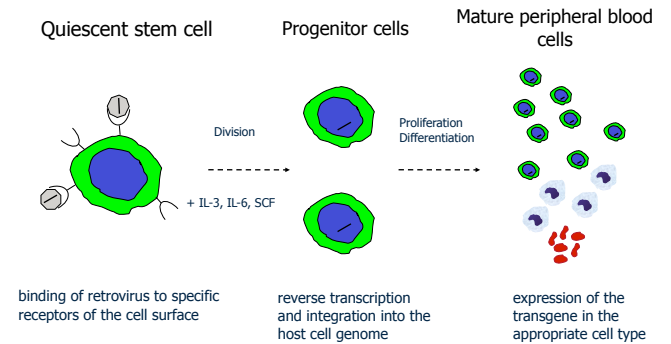 Quiescent stem cell
Progenitor cells
Mature peripheral blood
cells
Division
+ IL-3, IL-6, SCF
Proliferation
Differentiation
binding of retrovirus to specific
receptors of the cell surface
reverse transcription
and integration into the
host cell genome
expression of the
transgene in the
appropriate cell type